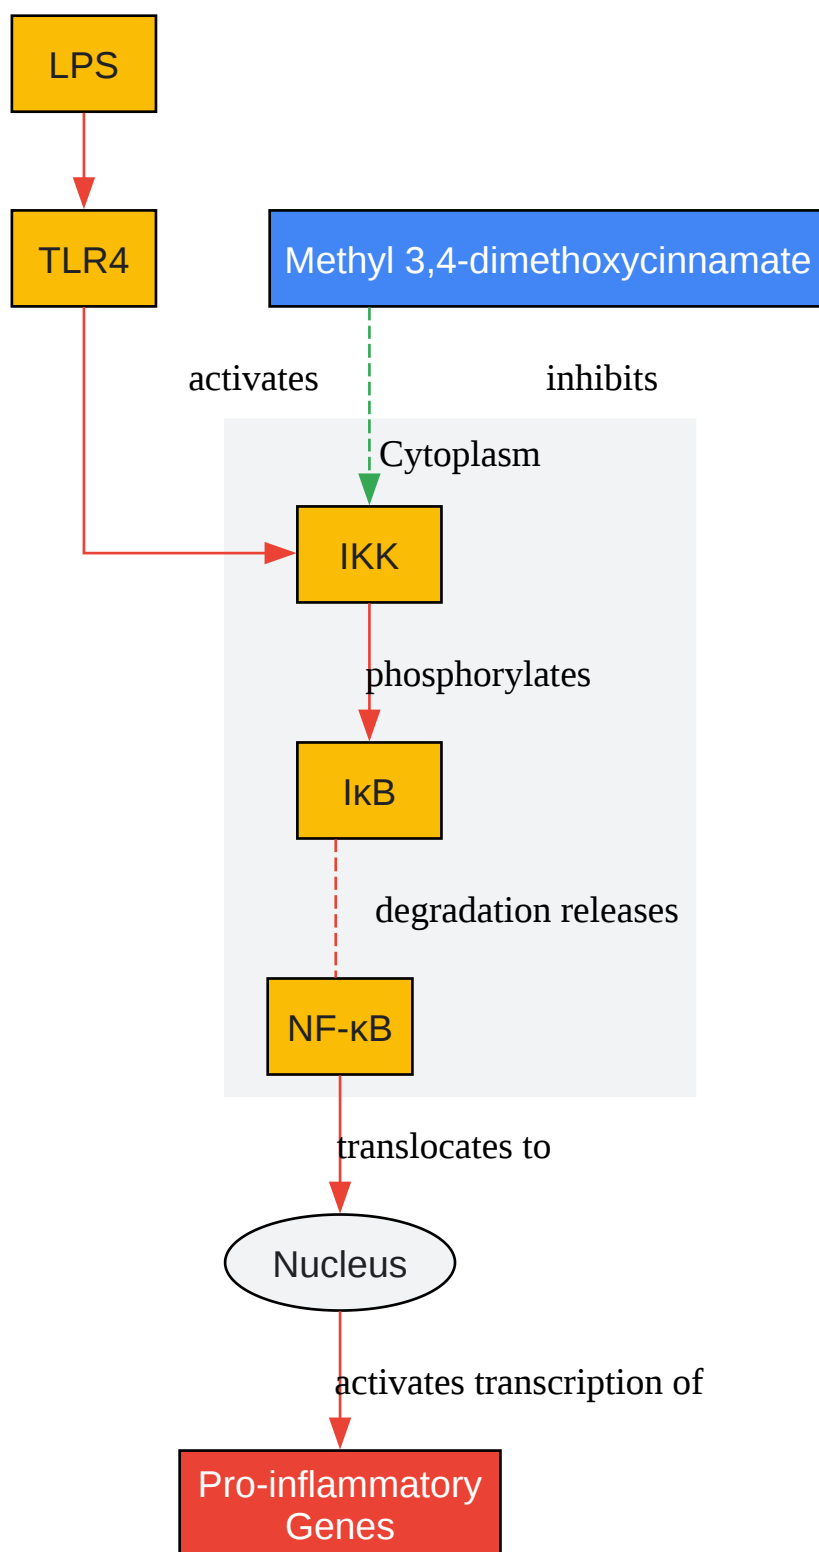 LPS
TLR4
Methyl 3,4-dimethoxycinnamate
activates
inhibits
Cytoplasm
IKK
phosphorylates
IκB
degradation releases
NF-κB
translocates to
Nucleus
activates transcription of
Pro-inflammatory
Genes